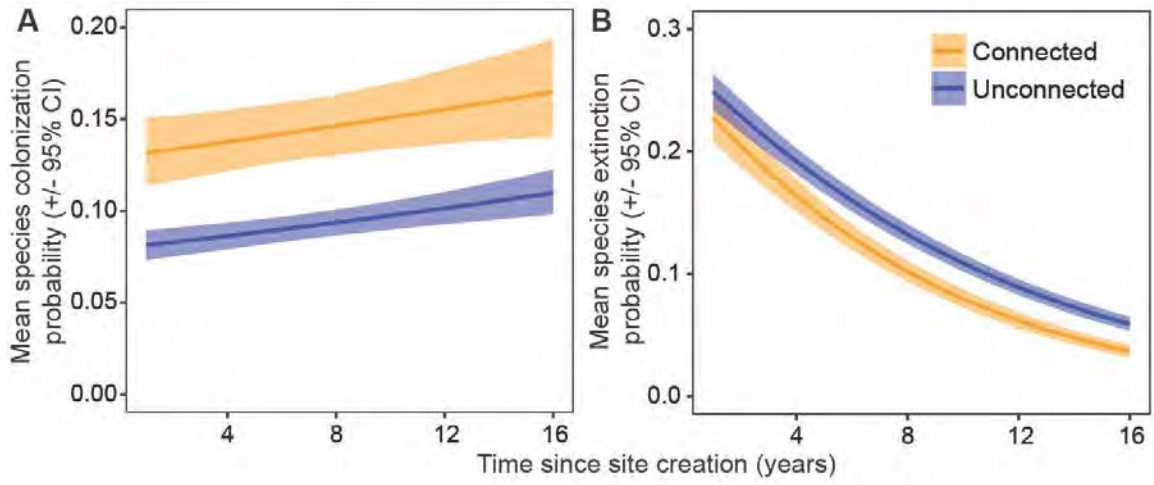 A
Mean species colonization
probability (+/- 95% CI)
0.20
0.15
0.10
0.05
0.00
4 8 12 16
B
Mean species extinction
probability (+/- 95% CI)
0.3
0.2
0.1
0.0
Connected
Unconnected
4 8 12 16
Time since site creation (years)